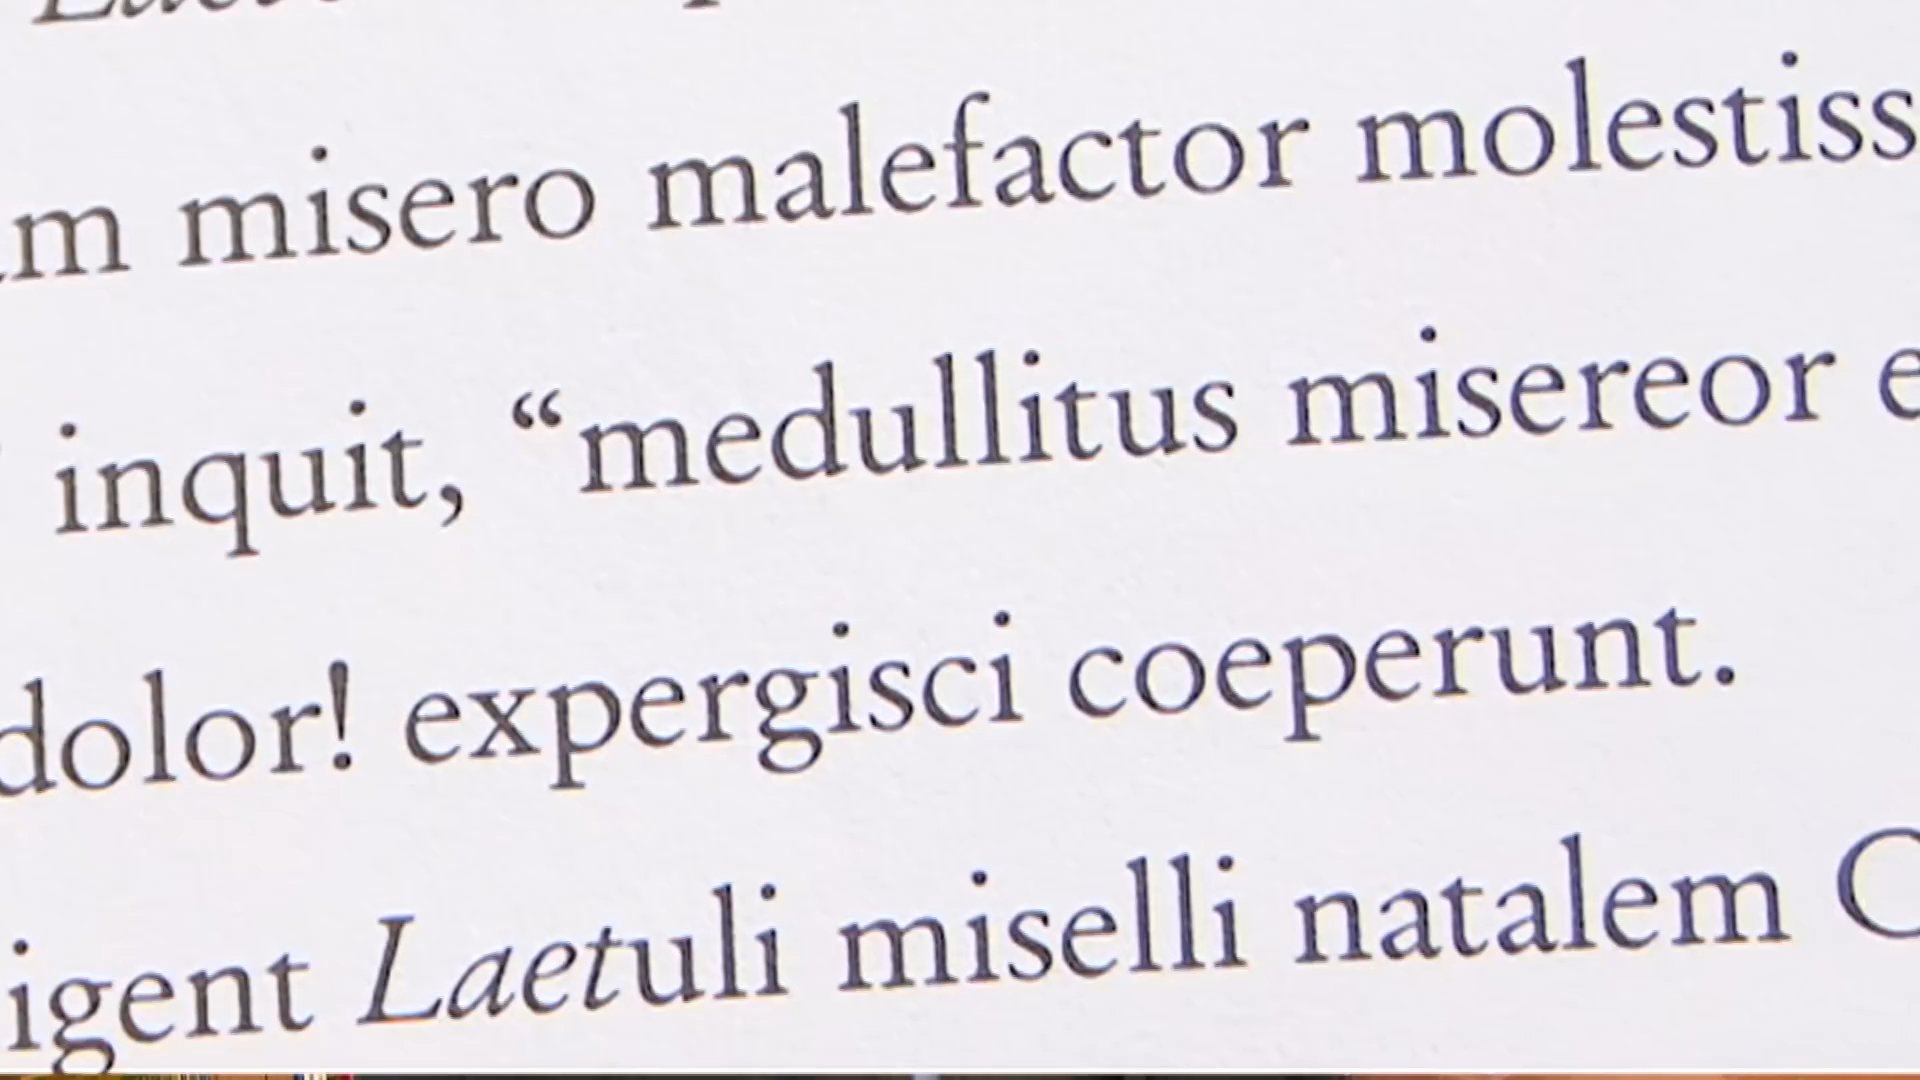 misero malefactor molestiss
inquit, “medullitus misereor
dolor! expergisci coeperunt.
igent Laetuli miselli natalem